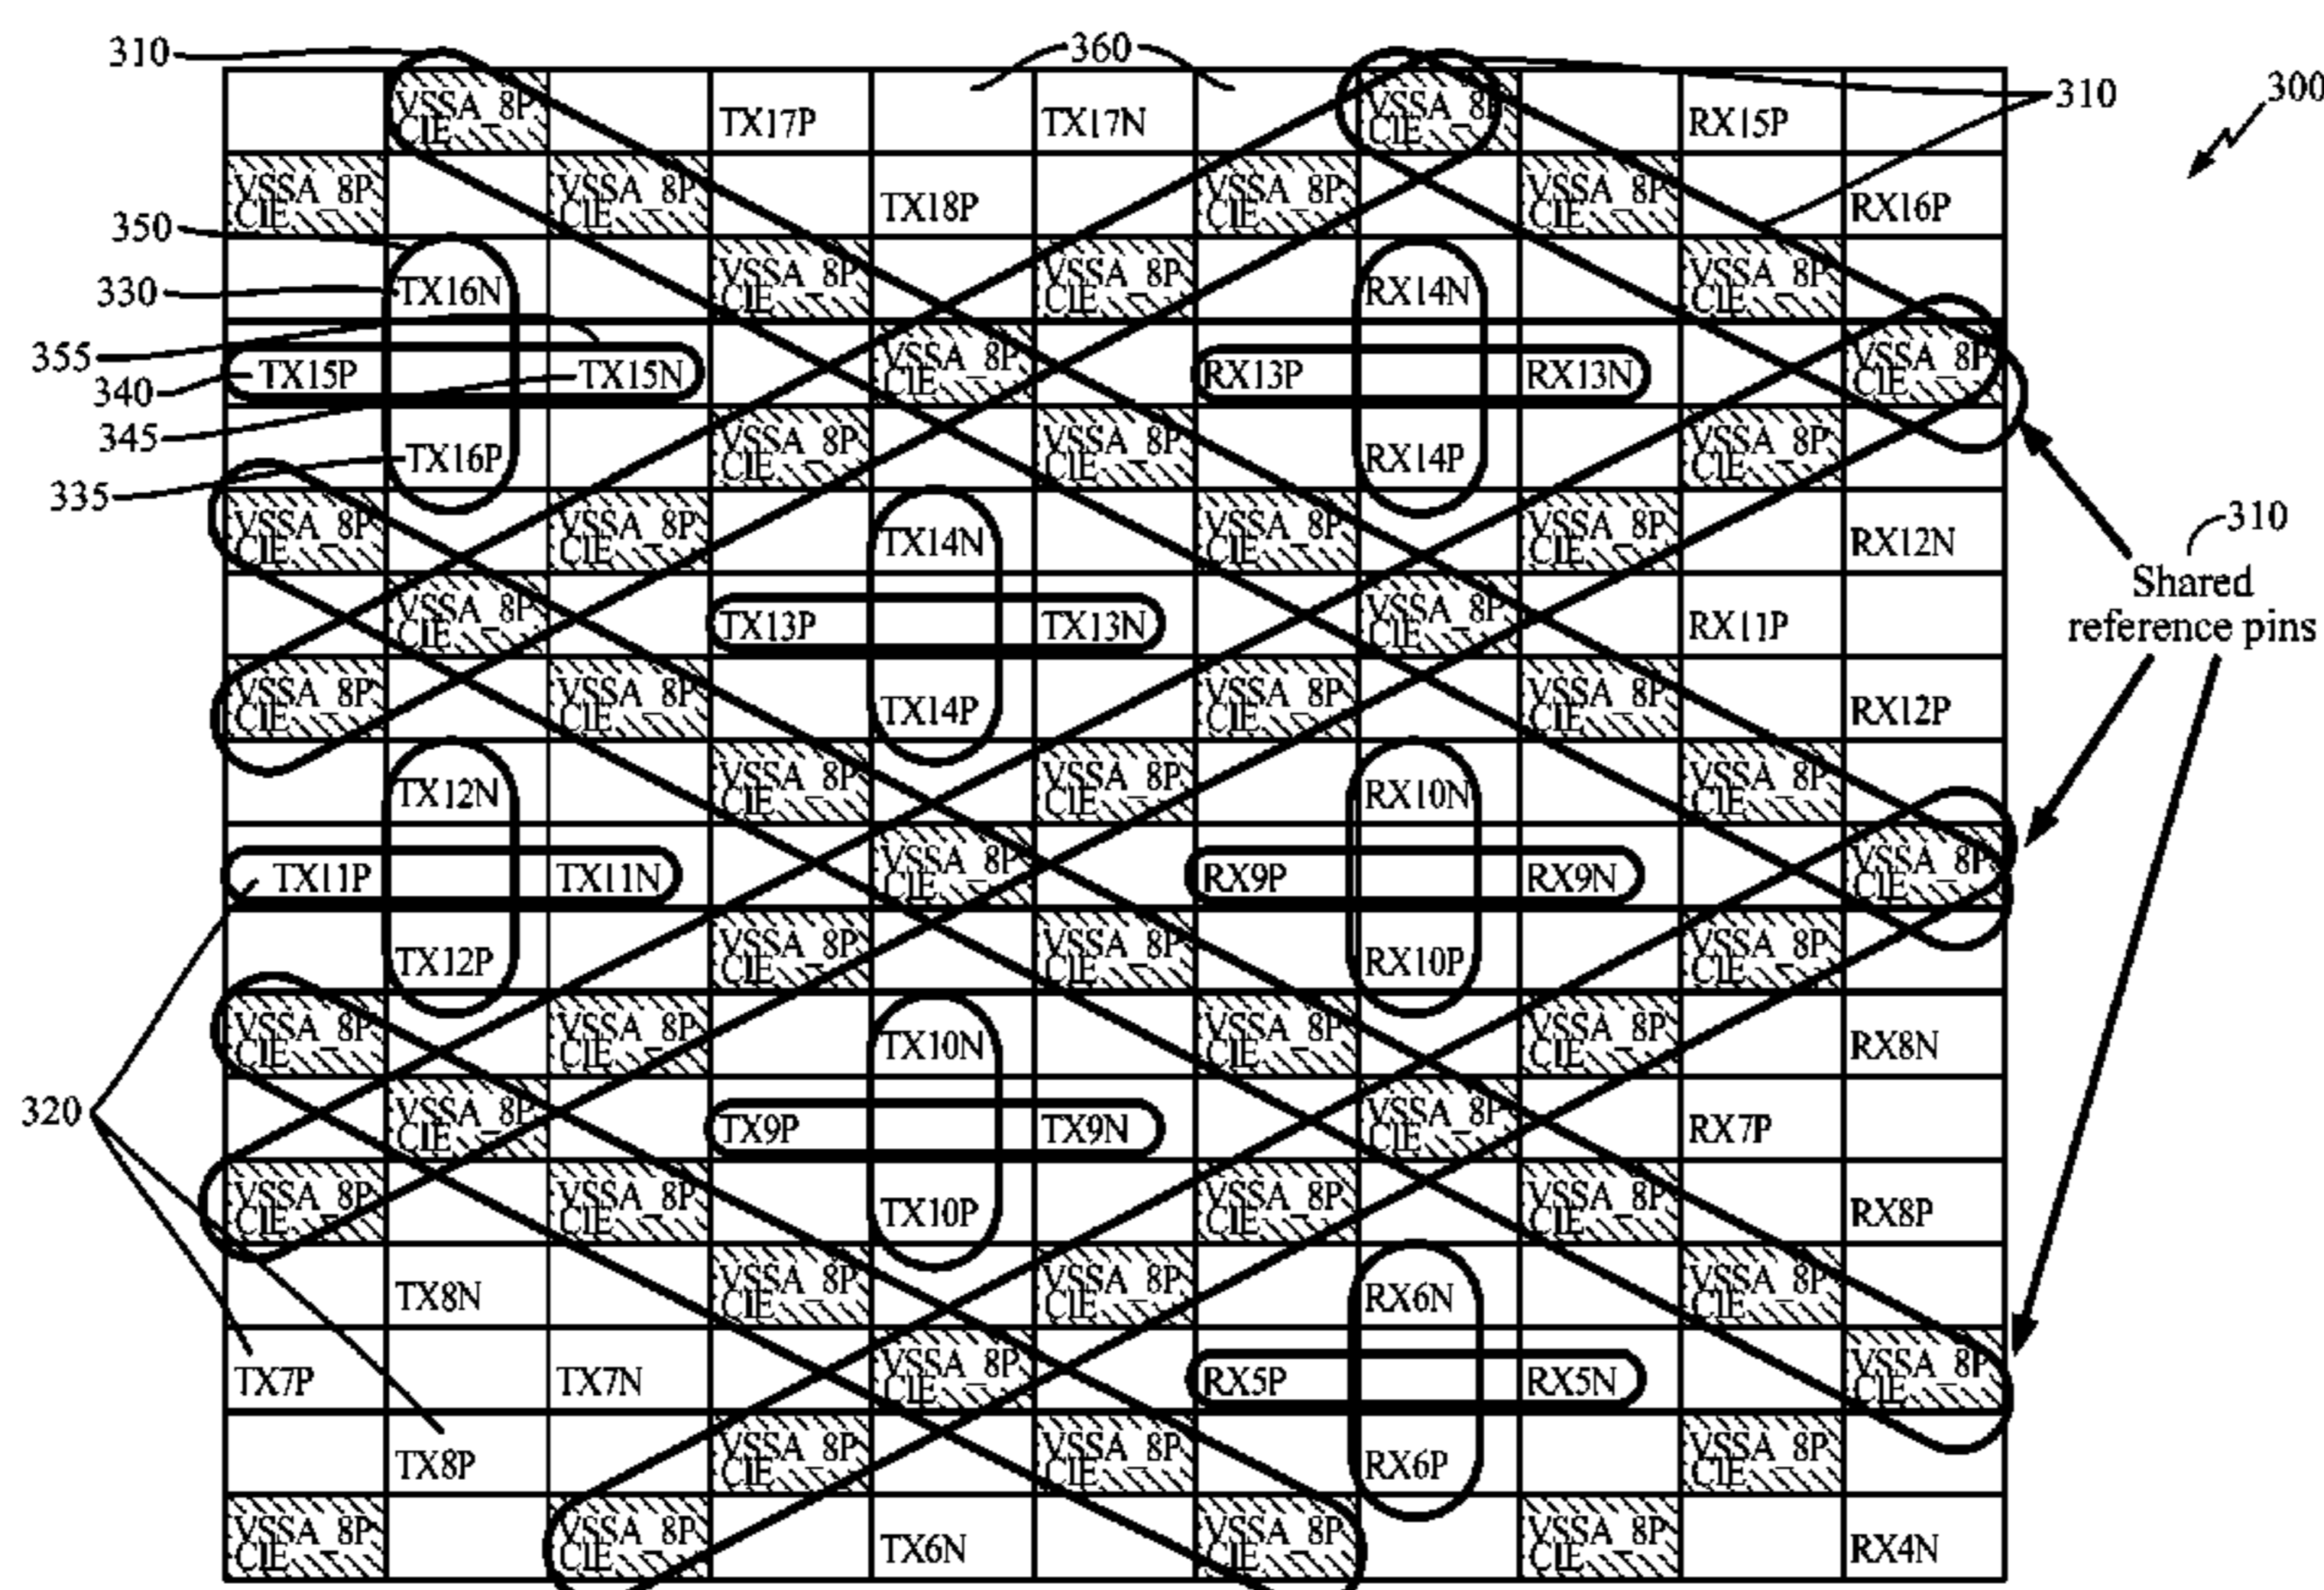 310 360 300
VSSA_8P CIE TX17P TX17N VSSA_8P CIE RX15P 310
VSSA_8P CIE VSSA_8P CIE TX18P VSSA_8P CIE VSSA_8P CIE RX16P
350
330 TX16N VSSA_8P CIE VSSA_8P CIE RX14N VSSA_8P CIE
355
340 TX15P TX15N VSSA_8P CIE RX13P RX13N VSSA_8P CIE
345
335 TX16P VSSA_8P CIE VSSA_8P CIE RX14P VSSA_8P CIE
VSSA_8P CIE VSSA_8P CIE TX14N VSSA_8P CIE VSSA_8P CIE RX12N 310
VSSA_8P CIE TX13P TX13N VSSA_8P CIE RX11P
Shared
reference pins
VSSA_8P CIE VSSA_8P CIE TX14P VSSA_8P CIE VSSA_8P CIE RX12P
TX12N VSSA_8P CIE VSSA_8P CIE RX10N VSSA_8P CIE
TX11P TX11N VSSA_8P CIE RX9P RX9N VSSA_8P CIE
TX12P VSSA_8P CIE VSSA_8P CIE RX10P VSSA_8P CIE
VSSA_8P CIE VSSA_8P CIE TX10N VSSA_8P CIE VSSA_8P CIE RX8N
320 VSSA_8P CIE TX9P TX9N VSSA_8P CIE RX7P
VSSA_8P CIE VSSA_8P CIE TX10P VSSA_8P CIE VSSA_8P CIE RX8P
TX8N VSSA_8P CIE VSSA_8P CIE RX6N VSSA_8P CIE
TX7P TX7N VSSA_8P CIE RX5P RX5N VSSA_8P CIE
TX8P VSSA_8P CIE VSSA_8P CIE RX6P VSSA_8P CIE
VSSA_8P CIE VSSA_8P CIE TX6N VSSA_8P CIE VSSA_8P CIE RX4N